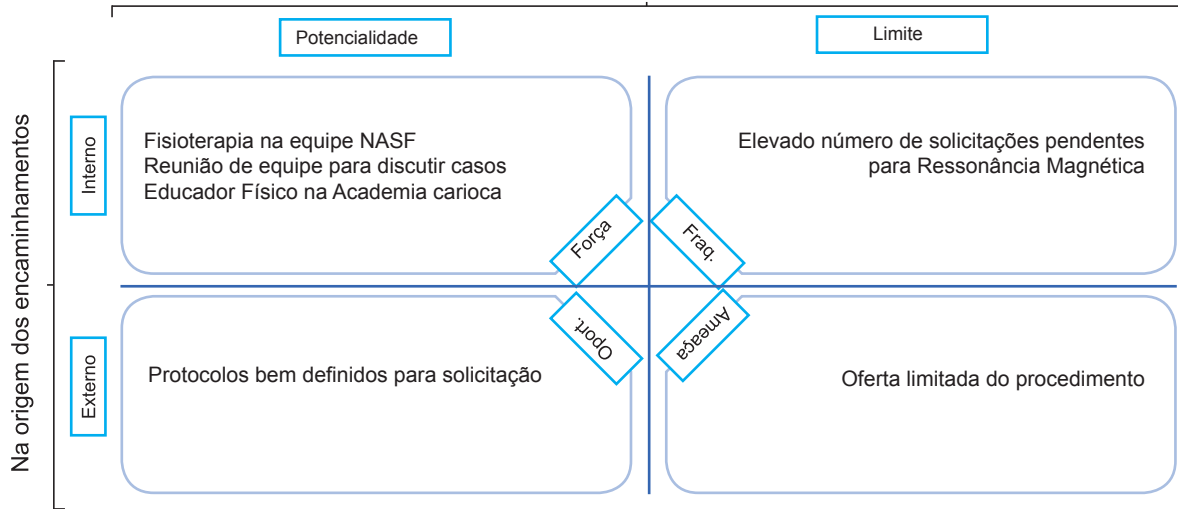 Potencialidade
Limite
Na origem dos encaminhamentos
Interno
Fisioterapia na equipe NASF
Reunião de equipe para discutir casos
Educador Físico na Academia carioca
Força
Elevado número de solicitações pendentes
para Ressonância Magnética
Fraq.
Externo
Protocolos bem definidos para solicitação
Oport.
Oferta limitada do procedimento
Ameaça